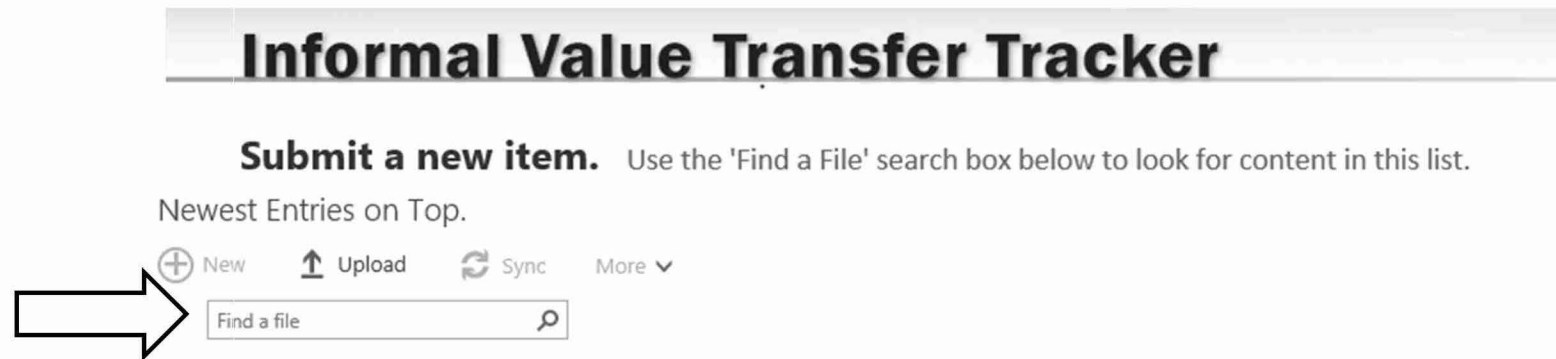 Informal Value Transfer Tracker
Submit a new item. Use the 'Find a File' search box below to look for content in this list.
Newest Entries on Top.
New Upload Sync More
Find a file